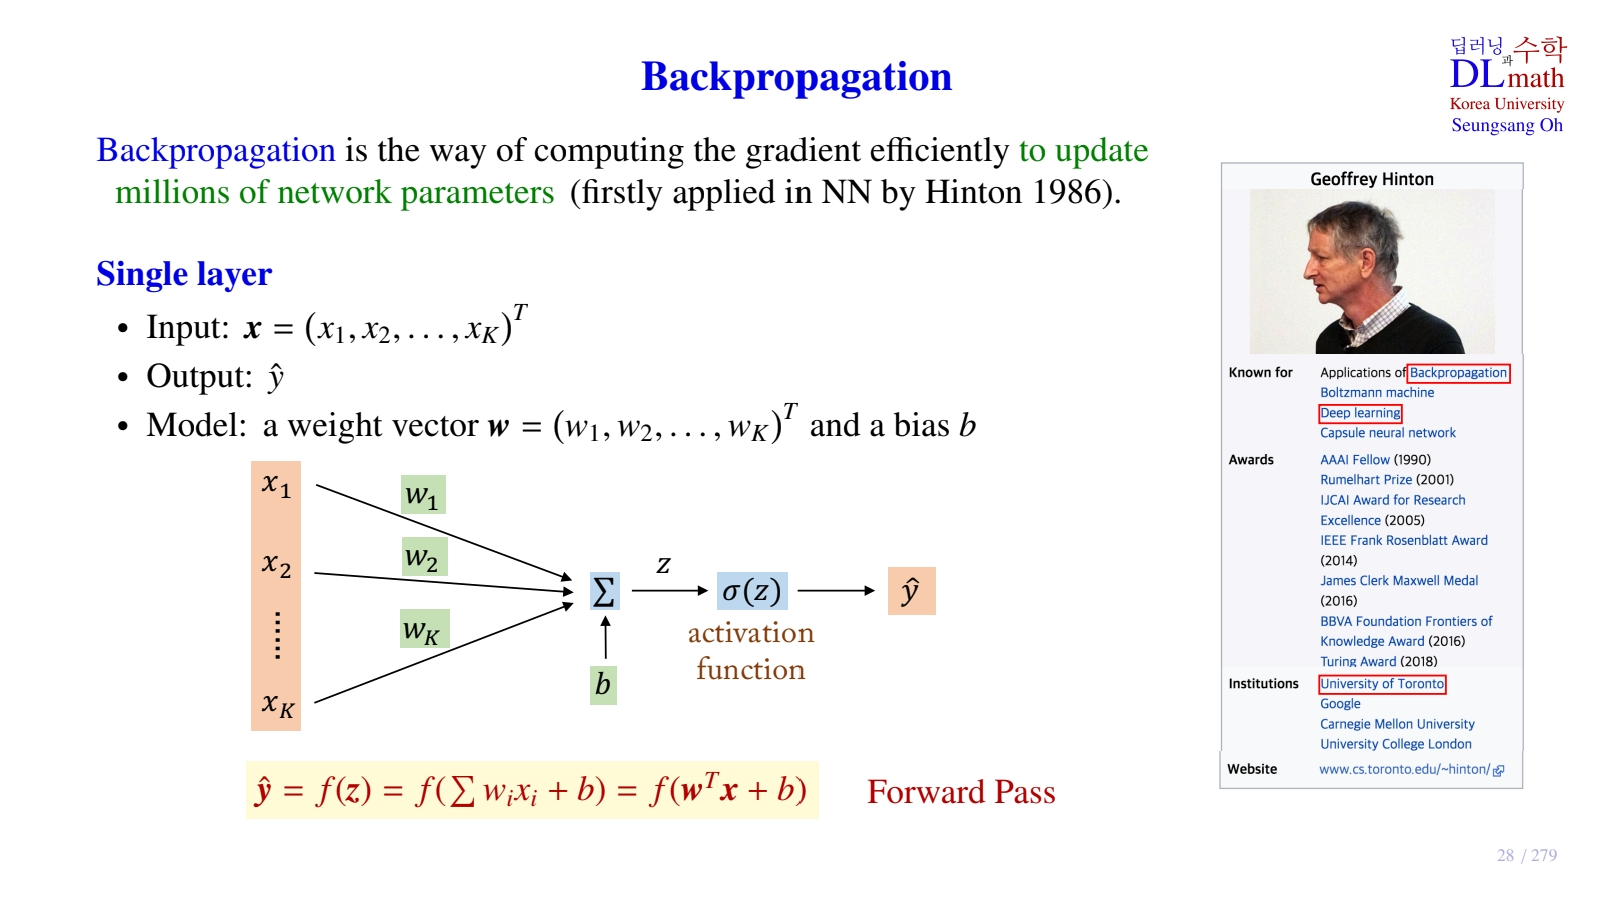 Backpropagation
딥러닝과 수학
DL math
Korea University
Seungsang Oh
Backpropagation is the way of computing the gradient efficiently to update
millions of network parameters (firstly applied in NN by Hinton 1986).
Single layer
• Input: x = (x₁, x₂, . . . , x_K)ᵀ
• Output: ŷ
• Model: a weight vector w = (w₁, w₂, . . . , w_K)ᵀ and a bias b
x₁
x₂
x_K
w₁
w₂
w_K
∑
b
z
σ(z)
activation
function
ŷ
ŷ = f(z) = f(∑ wᵢxᵢ + b) = f(wᵀx + b)
Forward Pass
Geoffrey Hinton
Known for Applications of Backpropagation
Boltzmann machine
Deep learning
Capsule neural network
Awards AAAI Fellow (1990)
Rumelhart Prize (2001)
IJCAI Award for Research
Excellence (2005)
IEEE Frank Rosenblatt Award
(2014)
James Clerk Maxwell Medal
(2016)
BBVA Foundation Frontiers of
Knowledge Award (2016)
Turing Award (2018)
Institutions University of Toronto
Google
Carnegie Mellon University
University College London
Website www.cs.toronto.edu/~hinton/
28 / 279